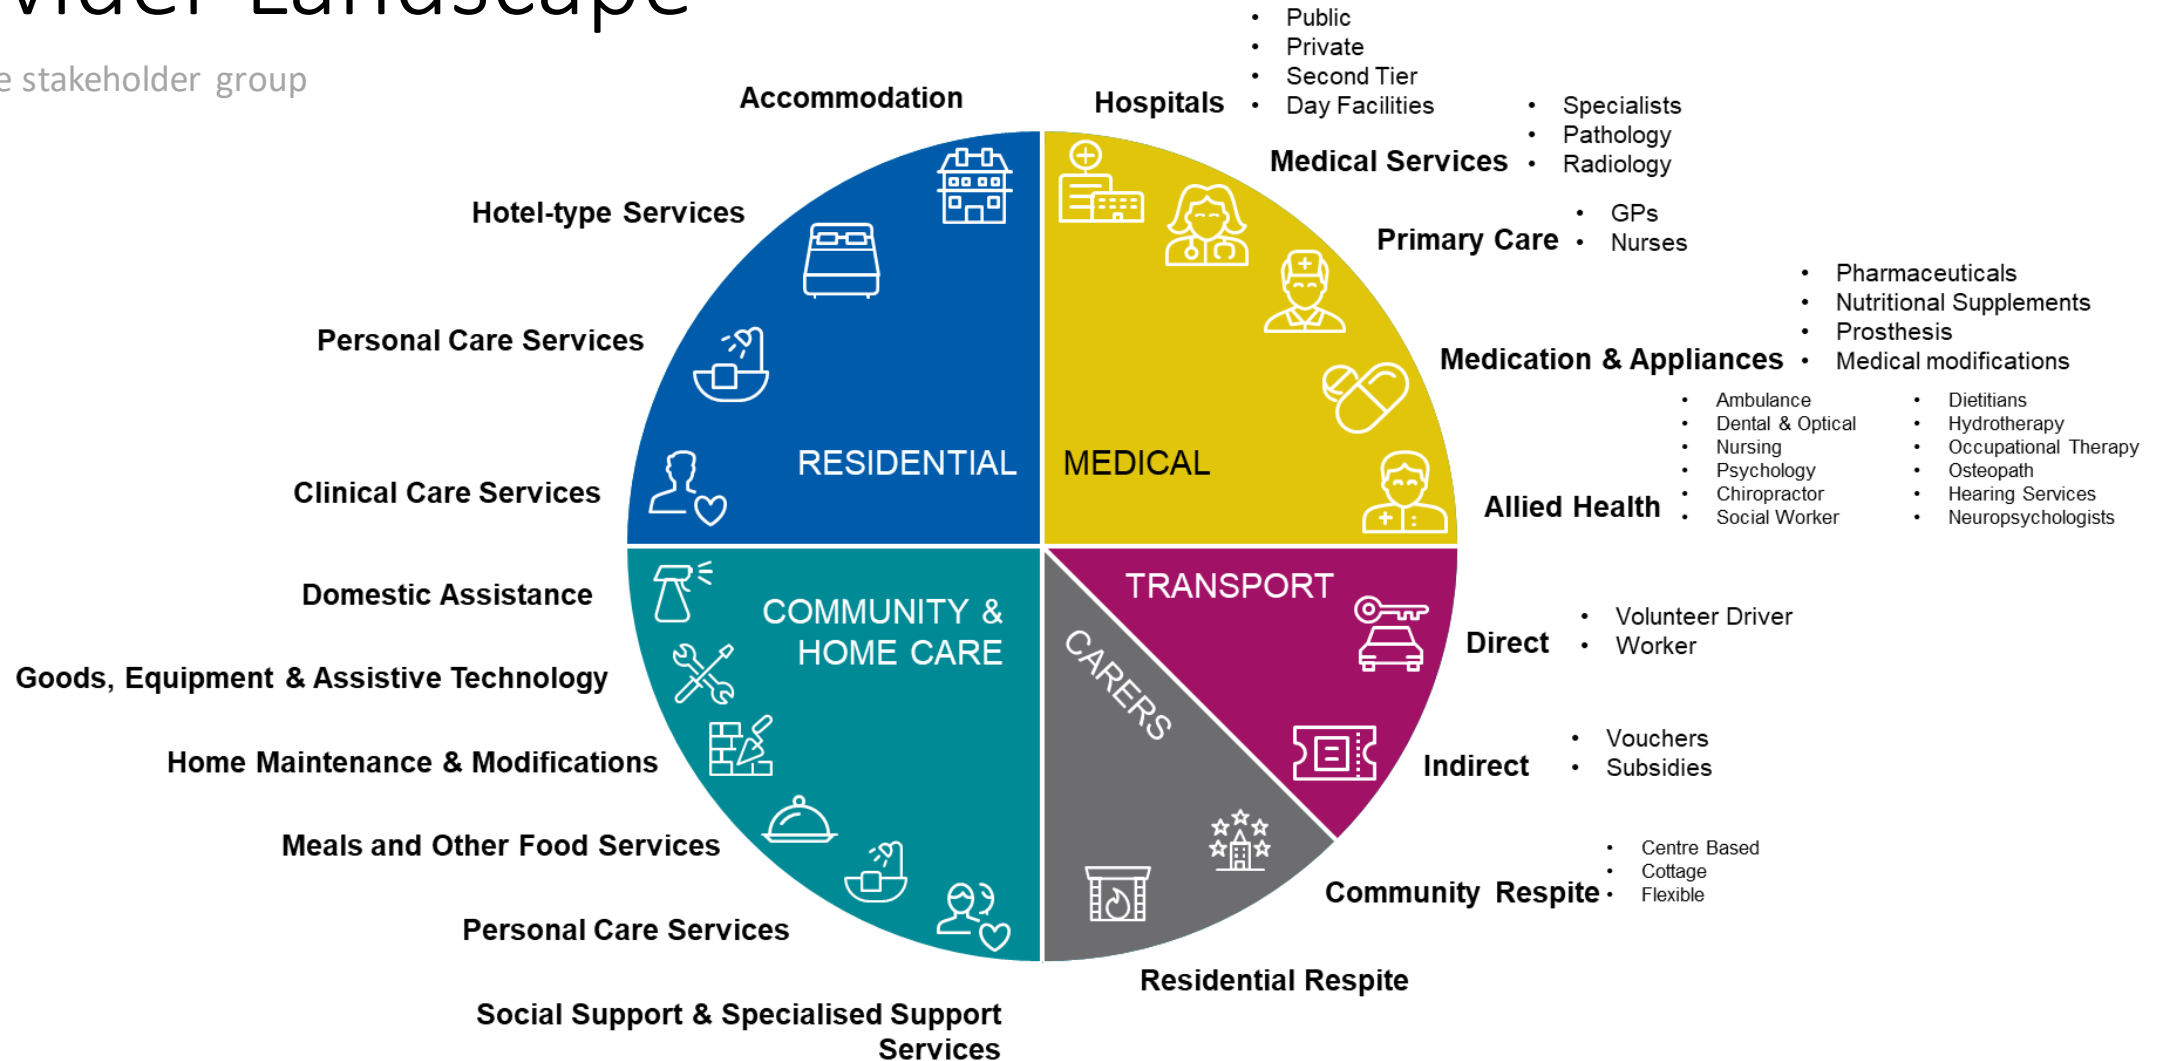 Landscape
stakeholder group
Accommodation
Hotel-type Services
Personal Care Services
Clinical Care Services
RESIDENTIAL
Hospitals
• Public
• Private
• Second Tier
• Day Facilities
Medical Services
• Specialists
• Pathology
• Radiology
Primary Care
• GPs
• Nurses
Medication & Appliances
• Pharmaceuticals
• Nutritional Supplements
• Prosthesis
• Medical modifications
Allied Health
• Ambulance
• Dental & Optical
• Nursing
• Psychology
• Chiropractor
• Social Worker
• Dietitians
• Hydrotherapy
• Occupational Therapy
• Osteopath
• Hearing Services
• Neuropsychologists
MEDICAL
TRANSPORT
Direct
• Volunteer Driver
• Worker
Indirect
• Vouchers
• Subsidies
CARERS
Community Respite
• Centre Based
• Cottage
• Flexible
Residential Respite
COMMUNITY &
HOME CARE
Domestic Assistance
Goods, Equipment & Assistive Technology
Home Maintenance & Modifications
Meals and Other Food Services
Personal Care Services
Social Support & Specialised Support
Services